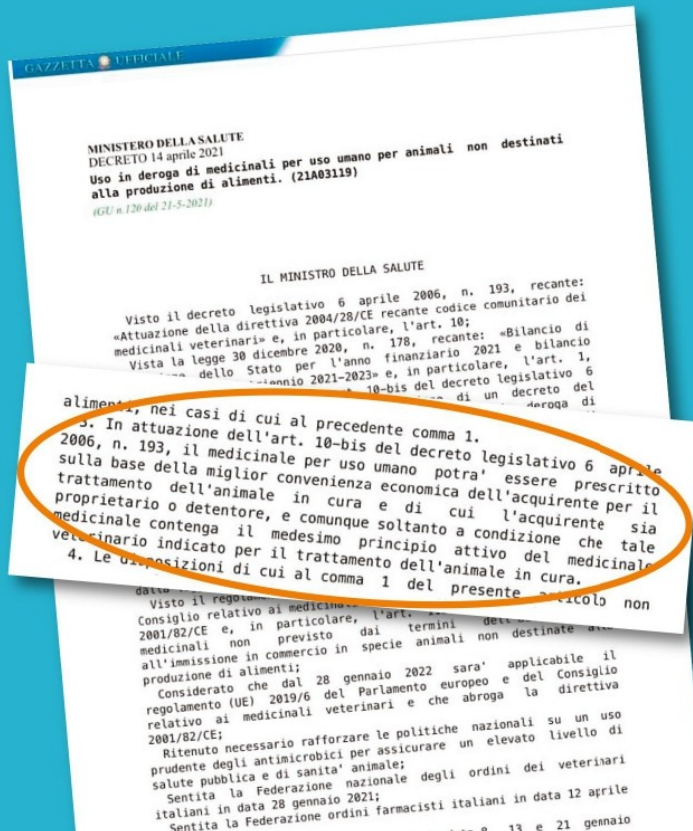 GAZZETTA UFFICIALE
MINISTERO DELLA SALUTE
DECRETO 14 aprile 2021
Uso in deroga di medicinali per uso umano per animali non destinati
alla produzione di alimenti. (21A03119)
(GU n.120 del 21-5-2021)
IL MINISTRO DELLA SALUTE
Visto il decreto legislativo 6 aprile 2006, n. 193, recante:
«Attuazione della direttiva 2004/28/CE recante codice comunitario dei
medicinali veterinari» e, in particolare, l'art. 10;
Vista la legge 30 dicembre 2020, n. 178, recante: «Bilancio di
dello Stato per l'anno finanziario 2021 e bilancio
2021-2023» e, in particolare, l'art. 1,
10-bis del decreto legislativo 6
di un decreto del
deroga di
alimenti, nei casi di cui al precedente comma 1.
3. In attuazione dell'art. 10-bis del decreto legislativo 6 aprile
2006, n. 193, il medicinale per uso umano potra' essere prescritto
sulla base della miglior convenienza economica dell'acquirente per il
trattamento dell'animale in cura e di cui l'acquirente sia
proprietario o detentore, e comunque soltanto a condizione che tale
medicinale contenga il medesimo principio attivo del medicinale
veterinario indicato per il trattamento dell'animale in cura.
4. Le disposizioni di cui al comma 1 del presente articolo non
Visto il
Consiglio relativo ai
2001/82/CE e, in particolare, l'art.
medicinali non previsto dai termini
all'immissione in commercio in specie animali non destinate
produzione di alimenti;
Considerato che dal 28 gennaio 2022 sara' applicabile il
regolamento (UE) 2019/6 del Parlamento europeo e del Consiglio
relativo ai medicinali veterinari e che abroga la direttiva
2001/82/CE;
Ritenuto necessario rafforzare le politiche nazionali su un uso
prudente degli antimicrobici per assicurare un elevato livello di
salute pubblica e di sanita' animale;
Sentita la Federazione nazionale degli ordini dei veterinari
italiani in data 28 gennaio 2021;
Sentita la Federazione ordini farmacisti italiani in data 12 aprile
e 21 gennaio